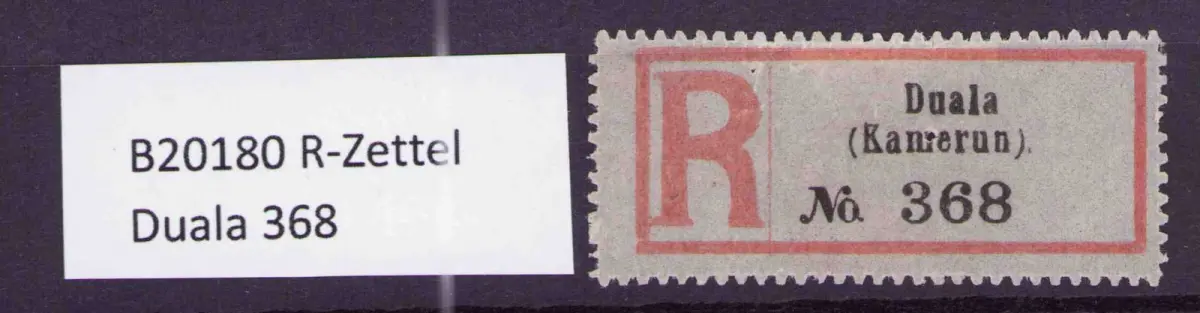 B20180 R-Zettel
Duala 368
R
Duala
(Kamerun).
No. 368